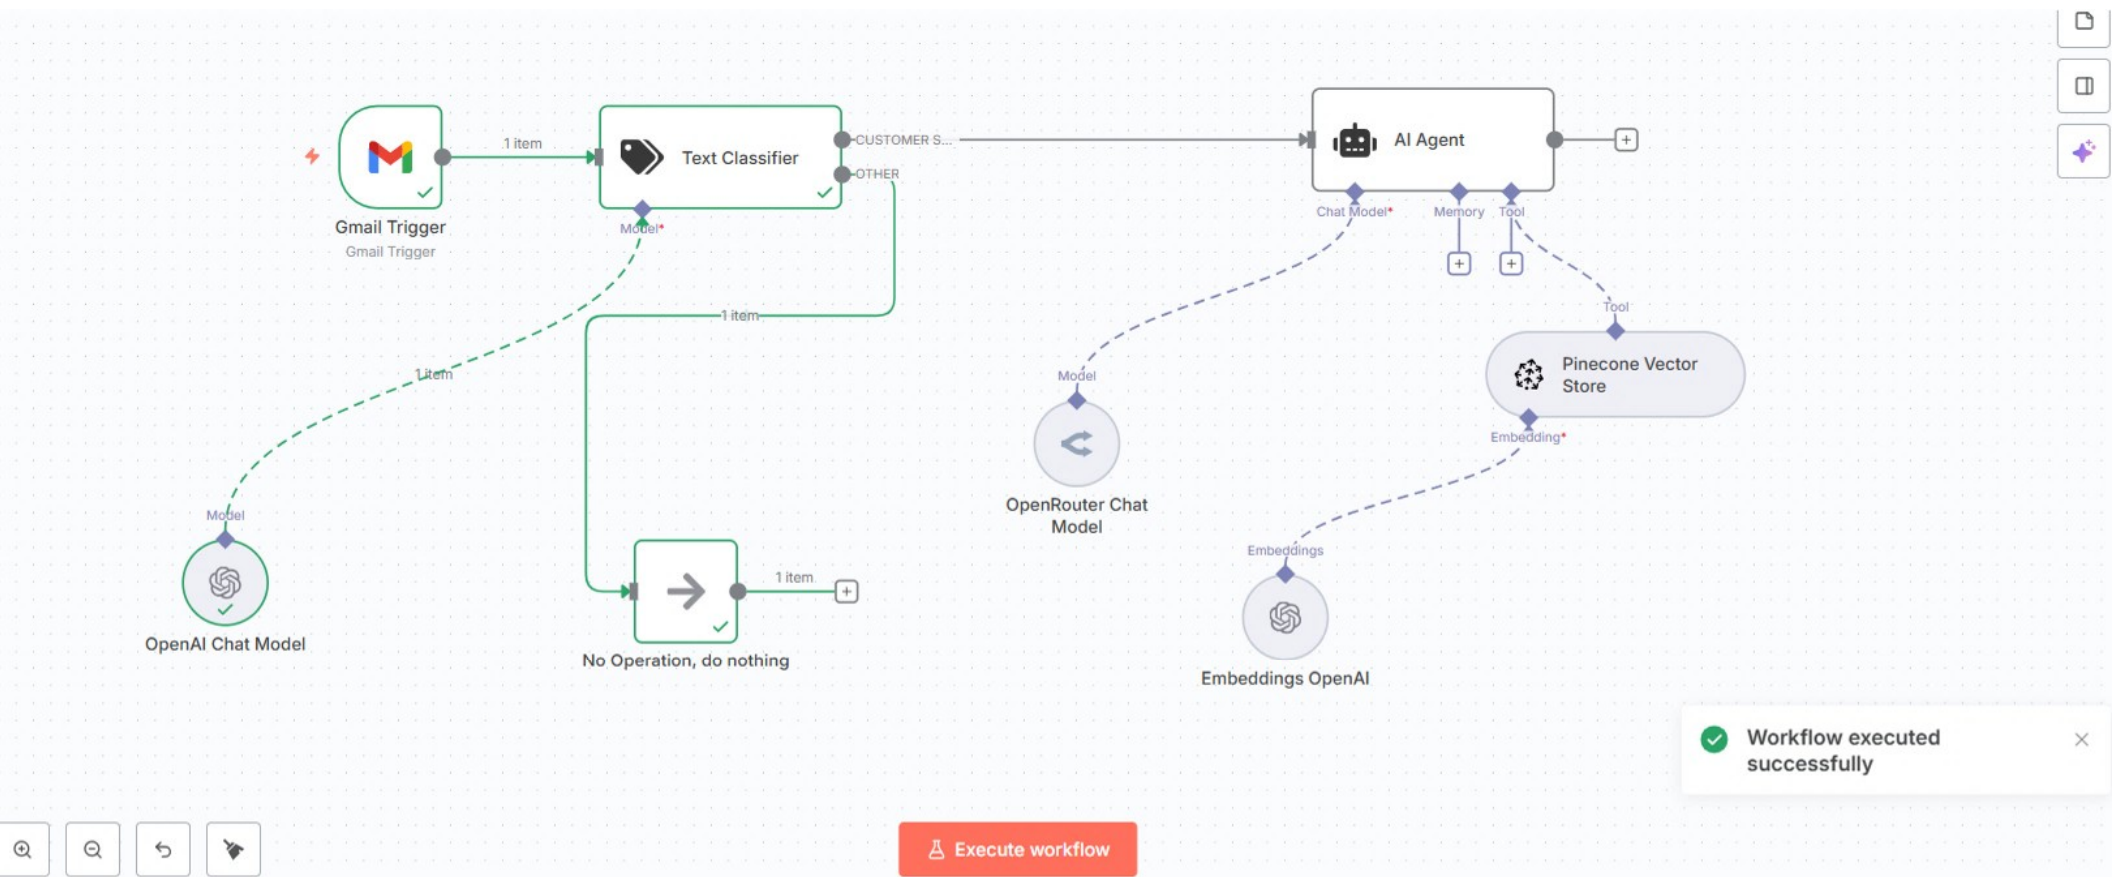 1 item
Text Classifier
CUSTOMER S...
OTHER
AI Agent
Gmail Trigger
Gmail Trigger
Model*
Chat Model*
Memory
Tool
1 item
1 item
Tool
Pinecone Vector
Store
Embedding*
Model
OpenRouter Chat
Model
Model
OpenAI Chat Model
1 item
No Operation, do nothing
Embeddings
Embeddings OpenAI
Workflow executed
successfully
Execute workflow